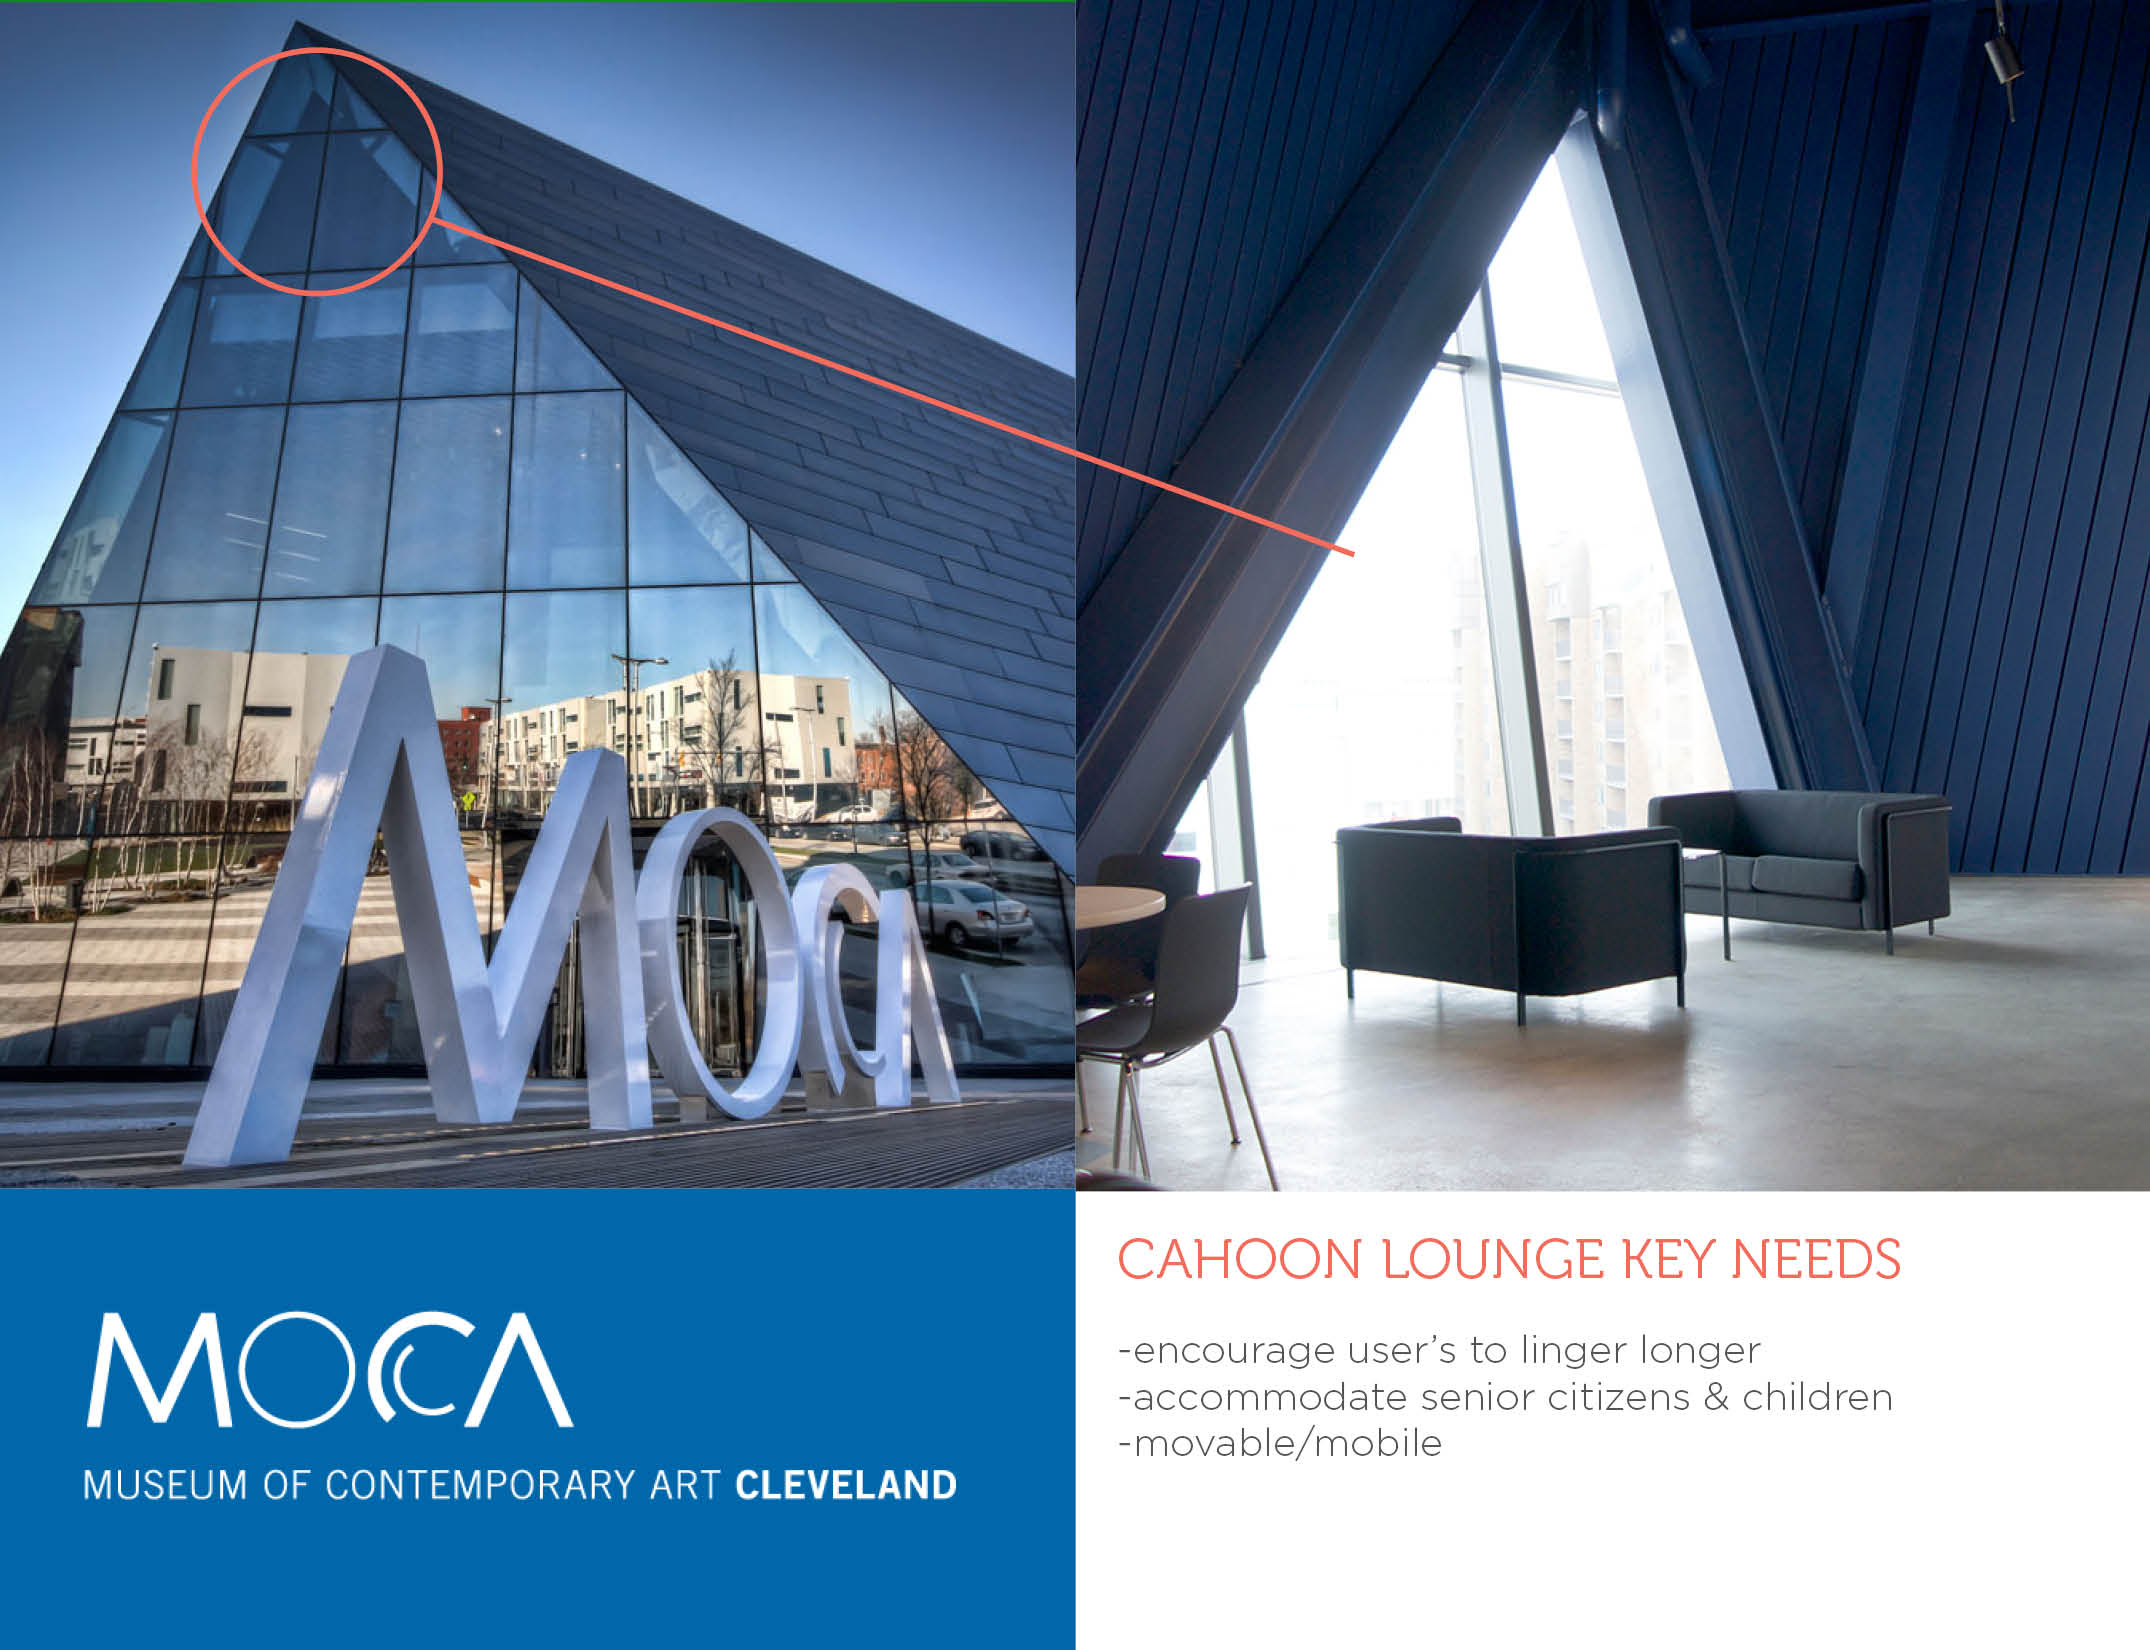 MOCA
MOCCA
MUSEUM OF CONTEMPORARY ART CLEVELAND
CAHOON LOUNGE KEY NEEDS
-encourage user's to linger longer
-accommodate senior citizens & children
-movable/mobile